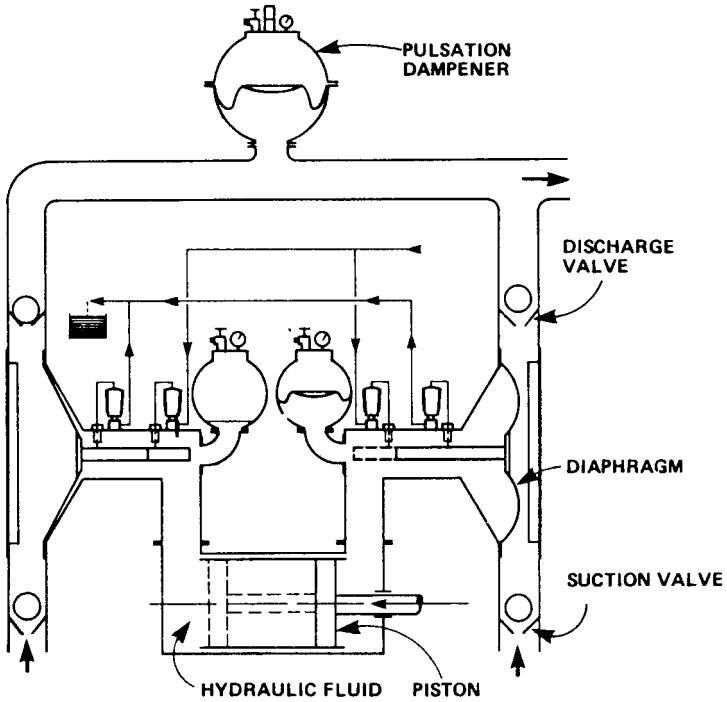 PULSATION
DAMPENER
DISCHARGE
VALVE
DIAPHRAGM
SUCTION VALVE
HYDRAULIC FLUID
PISTON